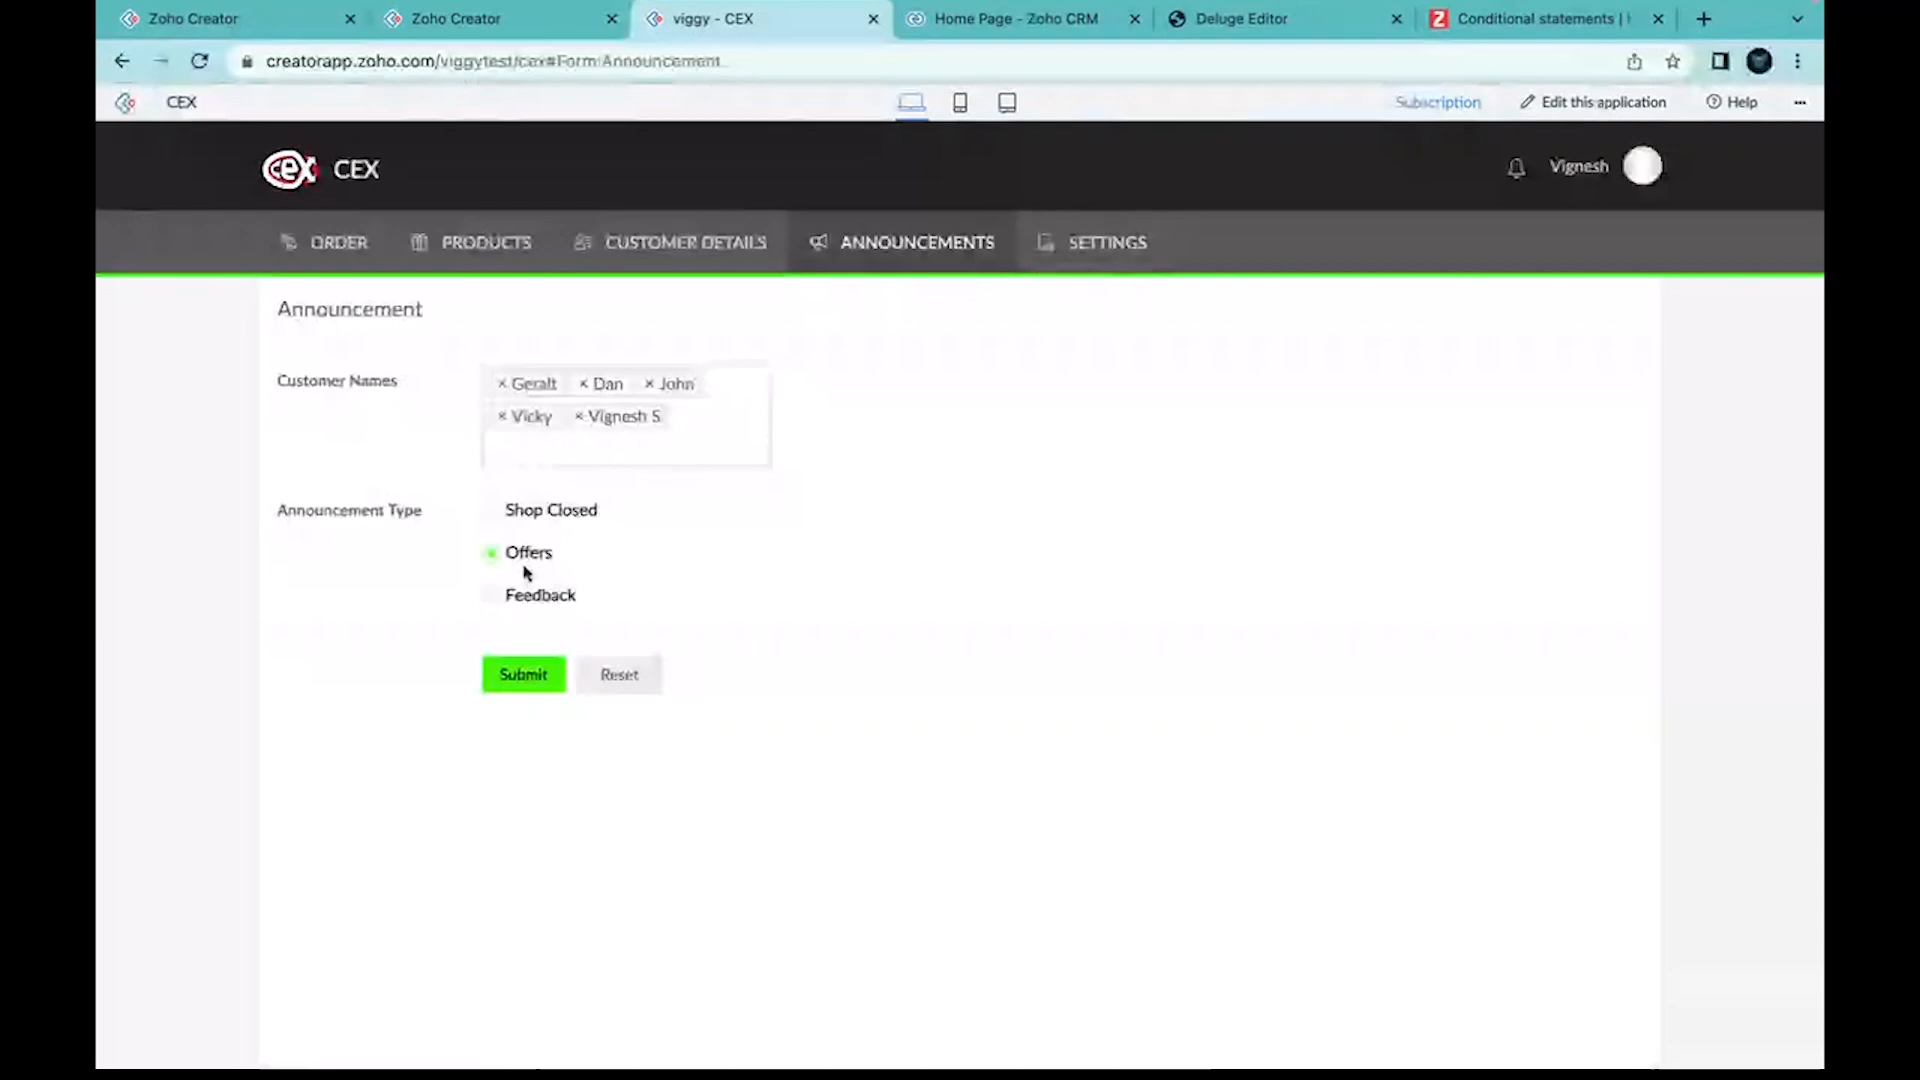 Zoho Creator
Zoho Creator
viggy - CEX
Home Page - Zoho CRM
Deluge Editor
Conditional statements |
creatorapp.zoho.com/viggytest/cex#Form:Announcement
CEX
Subscription
Edit this application
Help
cex CEX
Vignesh
ORDER
PRODUCTS
CUSTOMER DETAILS
ANNOUNCEMENTS
SETTINGS
Announcement
Customer Names
× Geralt × Dan × John
× Vicky × Vignesh S
Announcement Type
Shop Closed
Offers
Feedback
Submit
Reset